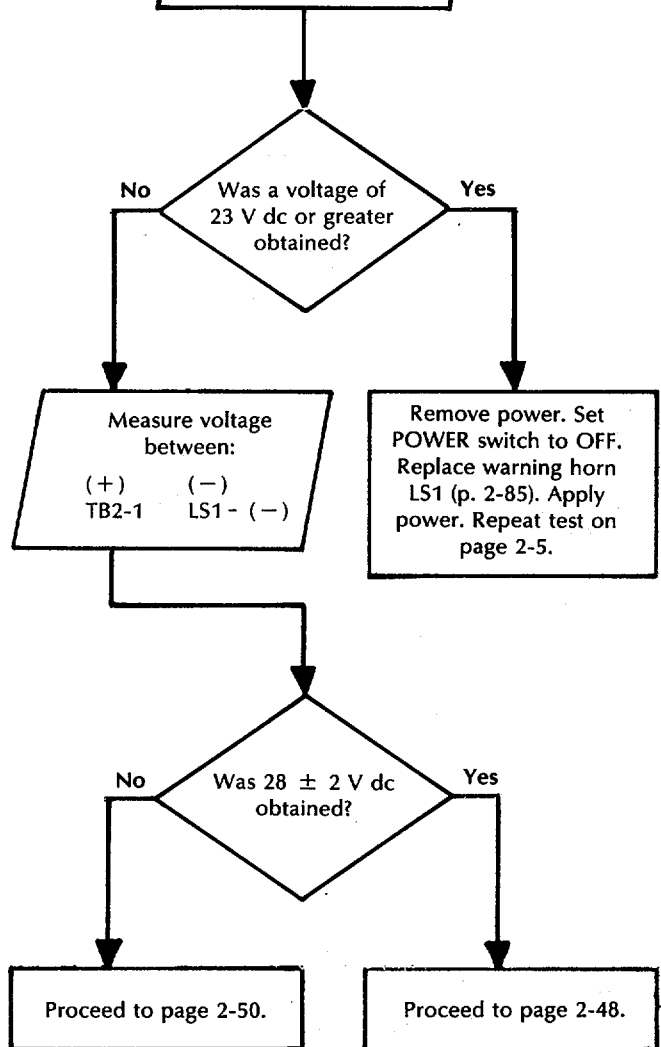 No
Yes
Was a voltage of
23 V dc or greater
obtained?
Measure voltage
between:
(+) (−)
TB2-1 LS1 - (−)
Remove power. Set
POWER switch to OFF.
Replace warning horn
LS1 (p. 2-85). Apply
power. Repeat test on
page 2-5.
No
Yes
Was 28 ± 2 V dc
obtained?
Proceed to page 2-50.
Proceed to page 2-48.